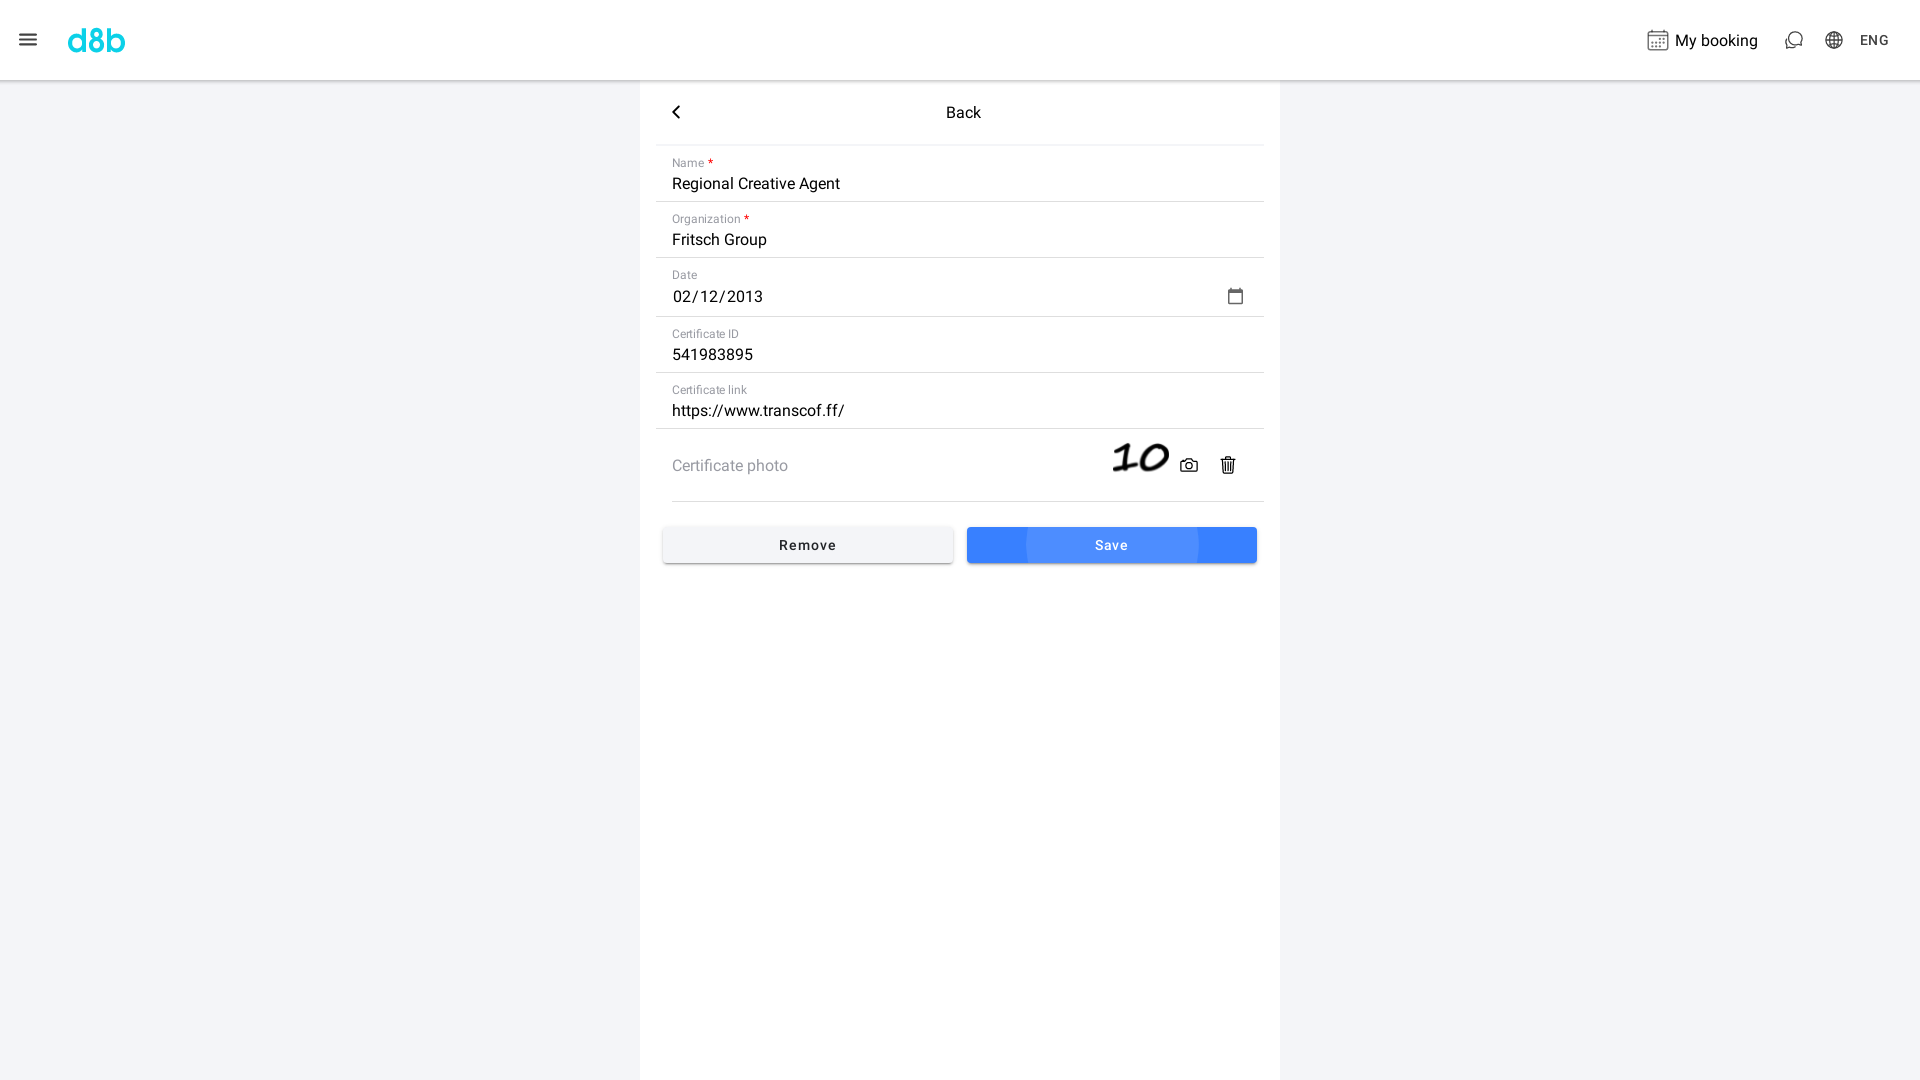 d8b
My booking
ENG
Back
Name *
Regional Creative Agent
Organization *
Fritsch Group
Date
02/12/2013
Certificate ID
541983895
Certificate link
https://www.transcof.ff/
Certificate photo
10
Remove
Save